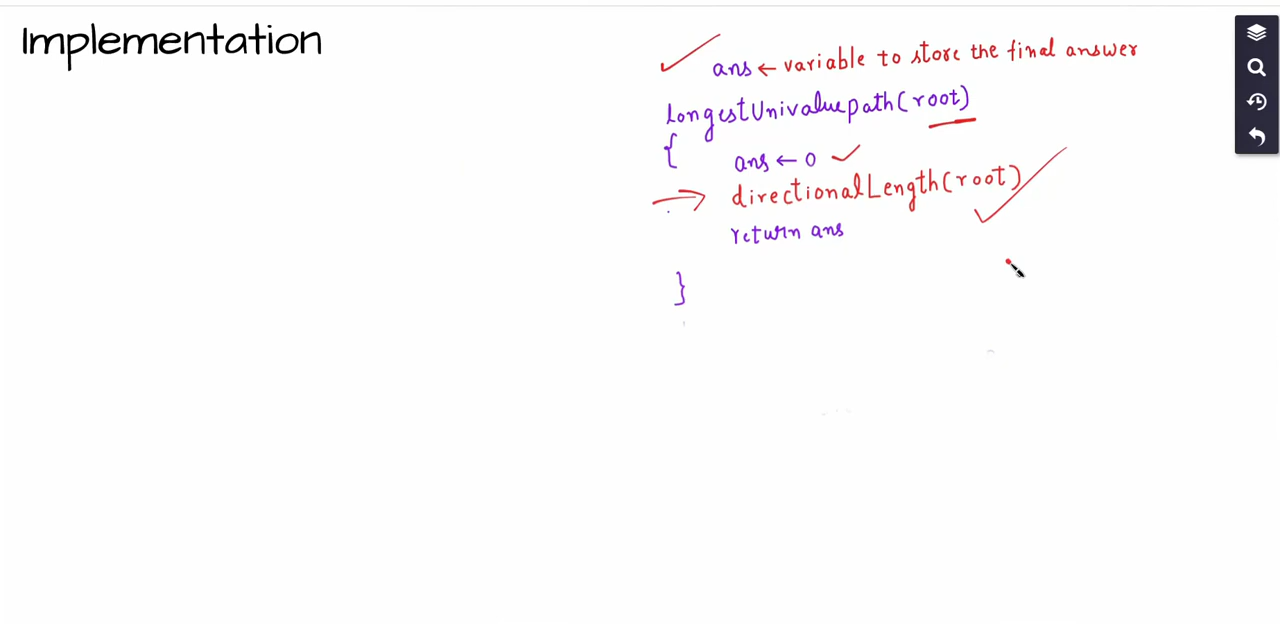 Implementation
ans ← variable to store the final answer
LongestUnivaluepath(root)
{
ans ← 0
directionalLength(root)
return ans
}